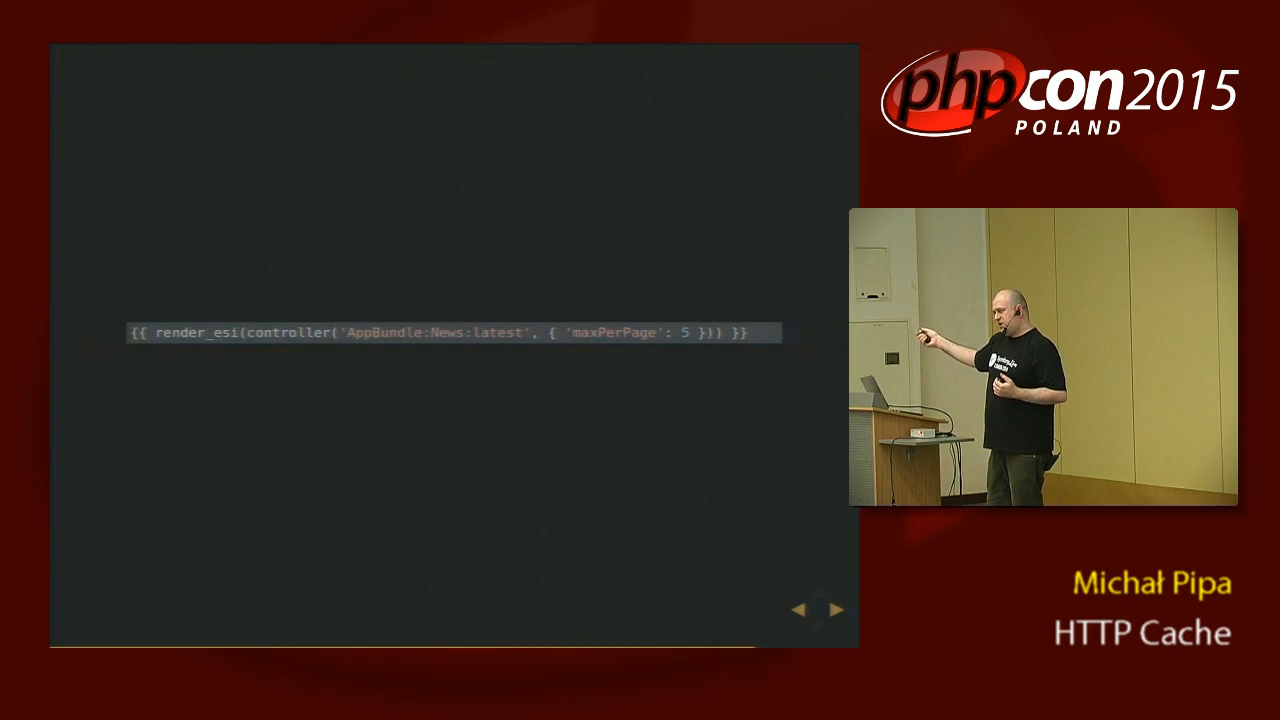 {{ render_esi(controller('AppBundle:News:latest', { 'maxPerPage': 5 })) }}
phpcon2015
POLAND
Michał Pipa
HTTP Cache